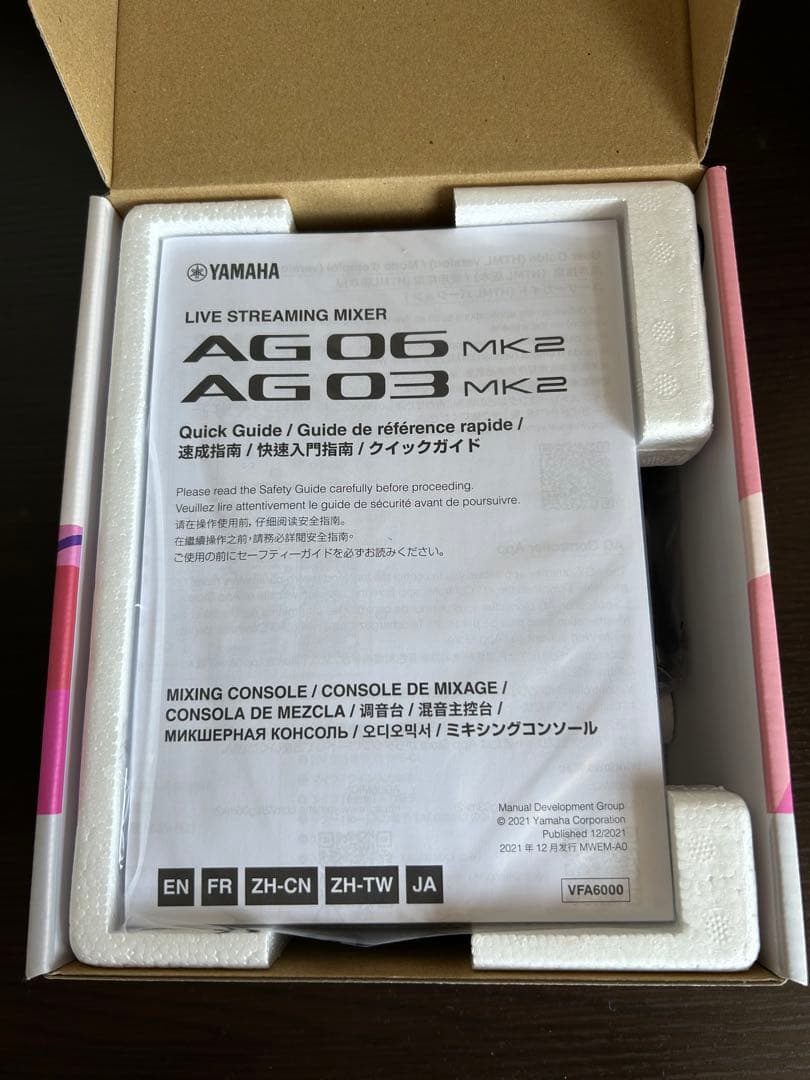 YAMAHA
LIVE STREAMING MIXER
AG 06 MK2
AG 03 MK2
Quick Guide / Guide de référence rapide /
速成指南 / 快速入門指南 / クイックガイド
Please read the Safety Guide carefully before proceeding.
Veuillez lire attentivement le guide de sécurité avant de poursuivre.
请在操作使用前,仔细阅读安全指南。
在繼續操作之前,請務必詳閱安全指南。
ご使用の前にセーフティーガイドを必ずお読みください。
MIXING CONSOLE / CONSOLE DE MIXAGE /
CONSOLA DE MEZCLA / 调音台 / 混音主控台 /
МИКШЕРНАЯ КОНСОЛЬ / 오디오믹서 / ミキシングコンソール
Manual Development Group
© 2021 Yamaha Corporation
Published 12/2021
2021 年 12 月发行 MWEM-A0
EN FR ZH-CN ZH-TW JA
VFA6000